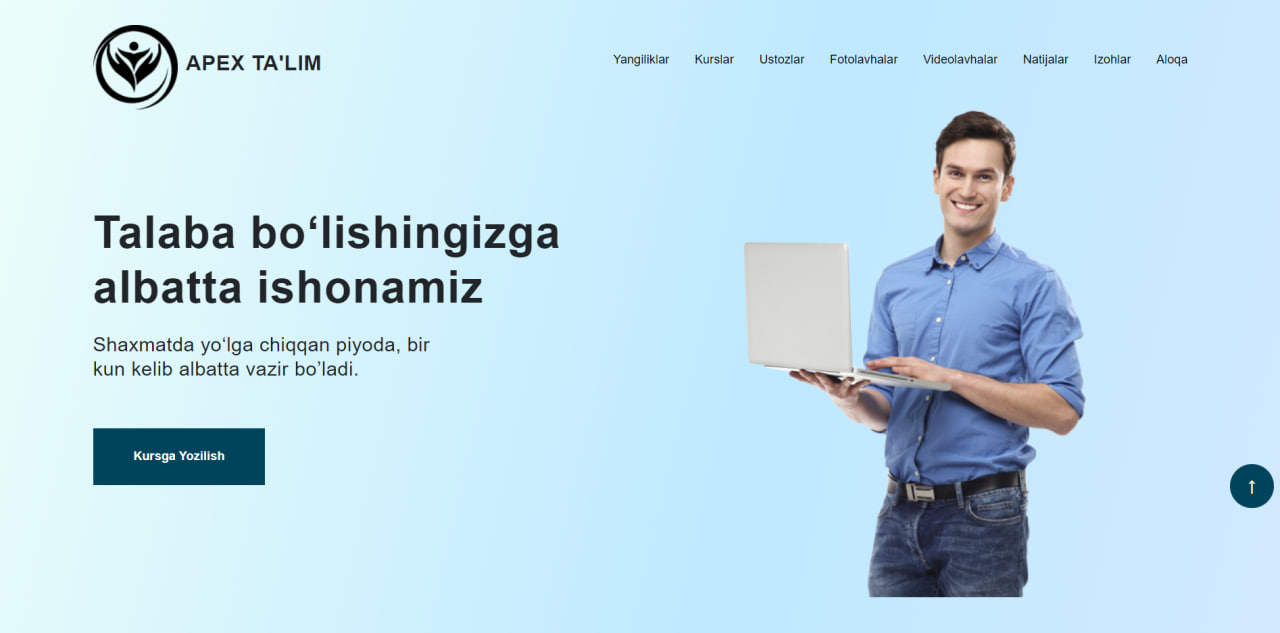 APEX TA'LIM
Yangiliklar Kurslar Ustozlar Fotolavhalar Videolavhalar Natijalar Izohlar Aloqa
Talaba bo‘lishingizga
albatta ishonamiz
Shaxmatda yo‘lga chiqqan piyoda, bir
kun kelib albatta vazir bo’ladi.
Kursga Yozilish
↑